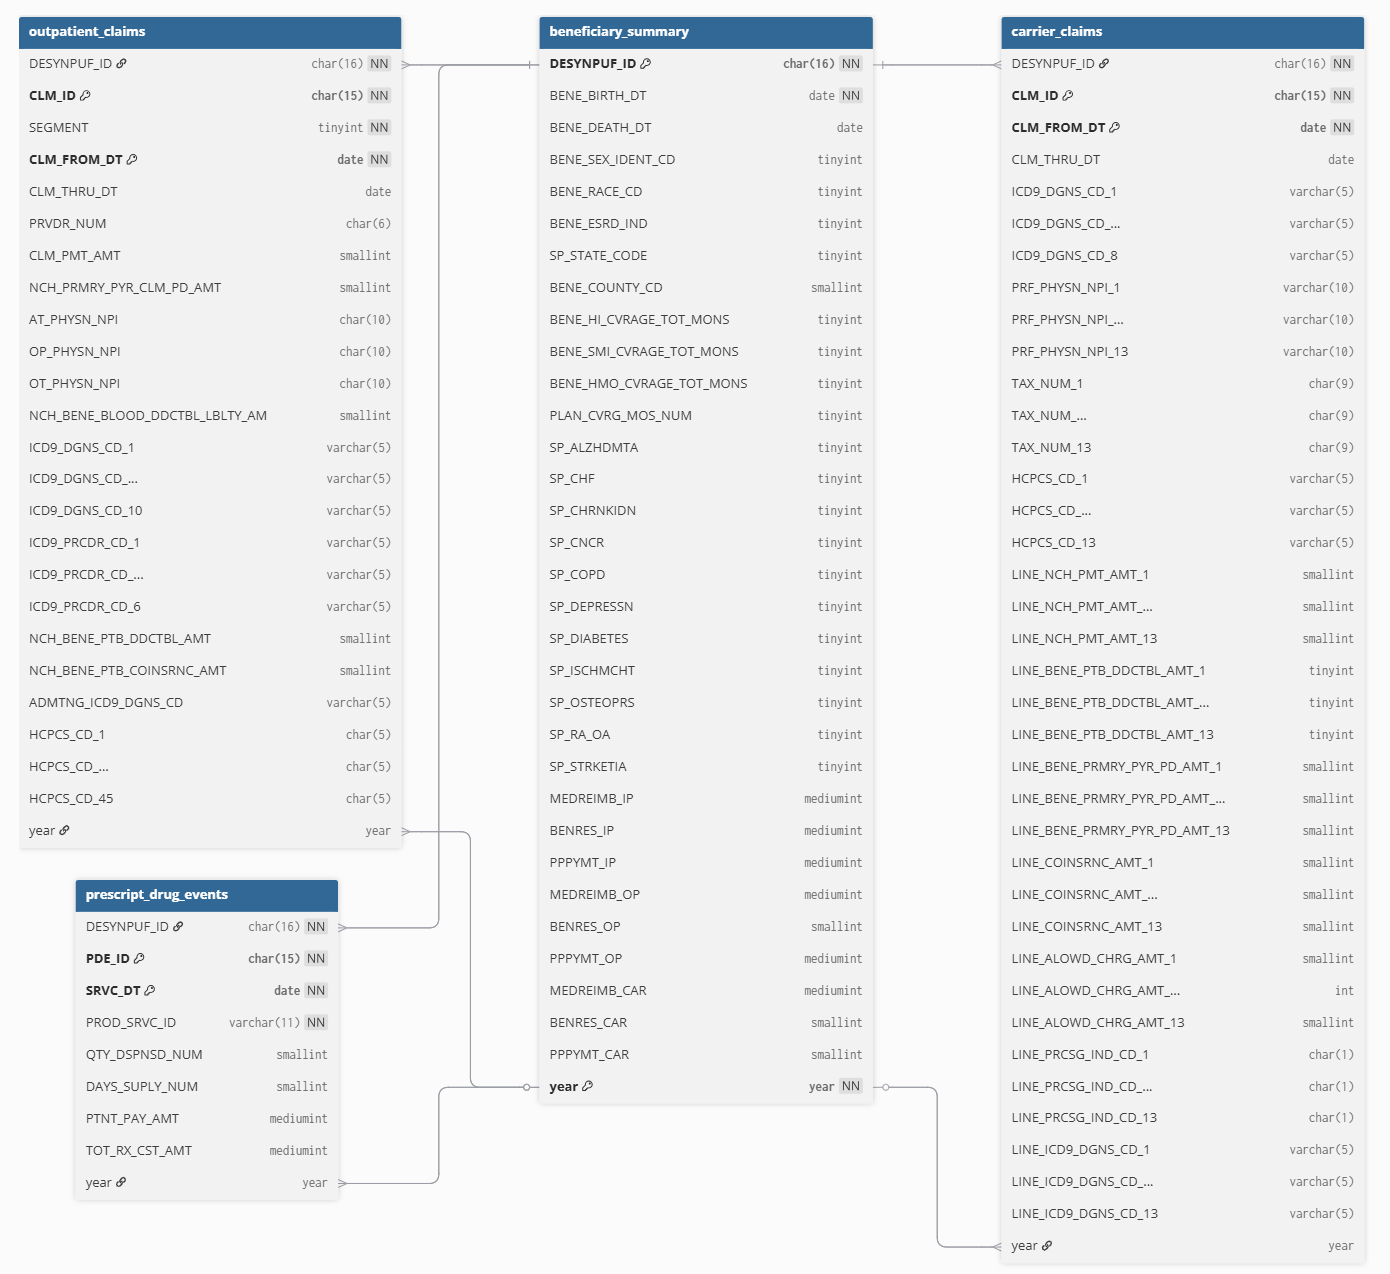 outpatient_claims
DESYNPUF_ID char(16) NN
CLM_ID char(15) NN
SEGMENT tinyint NN
CLM_FROM_DT date NN
CLM_THRU_DT date
PRVDR_NUM char(6)
CLM_PMT_AMT smallint
NCH_PRMRY_PYR_CLM_PD_AMT smallint
AT_PHYSN_NPI char(10)
OP_PHYSN_NPI char(10)
OT_PHYSN_NPI char(10)
NCH_BENE_BLOOD_DDCTBL_LBLTY_AM smallint
ICD9_DGNS_CD_1 varchar(5)
ICD9_DGNS_CD_... varchar(5)
ICD9_DGNS_CD_10 varchar(5)
ICD9_PRCDR_CD_1 varchar(5)
ICD9_PRCDR_CD_... varchar(5)
ICD9_PRCDR_CD_6 varchar(5)
NCH_BENE_PTB_DDCTBL_AMT smallint
NCH_BENE_PTB_COINSRNC_AMT smallint
ADMTNG_ICD9_DGNS_CD varchar(5)
HCPCS_CD_1 char(5)
HCPCS_CD_... char(5)
HCPCS_CD_45 char(5)
year year
prescript_drug_events
DESYNPUF_ID char(16) NN
PDE_ID char(15) NN
SRVC_DT date NN
PROD_SRVC_ID varchar(11) NN
QTY_DSPNSD_NUM smallint
DAYS_SUPLY_NUM smallint
PTNT_PAY_AMT mediumint
TOT_RX_CST_AMT mediumint
year year
beneficiary_summary
DESYNPUF_ID char(16) NN
BENE_BIRTH_DT date NN
BENE_DEATH_DT date
BENE_SEX_IDENT_CD tinyint
BENE_RACE_CD tinyint
BENE_ESRD_IND tinyint
SP_STATE_CODE tinyint
BENE_COUNTY_CD smallint
BENE_HI_CVRAGE_TOT_MONS tinyint
BENE_SMI_CVRAGE_TOT_MONS tinyint
BENE_HMO_CVRAGE_TOT_MONS tinyint
PLAN_CVRG_MOS_NUM tinyint
SP_ALZHDMTA tinyint
SP_CHF tinyint
SP_CHRNKIDN tinyint
SP_CNCR tinyint
SP_COPD tinyint
SP_DEPRESSN tinyint
SP_DIABETES tinyint
SP_ISCHMCHT tinyint
SP_OSTEOPRS tinyint
SP_RA_OA tinyint
SP_STRKETIA tinyint
MEDREIMB_IP mediumint
BENRES_IP mediumint
PPPYMT_IP mediumint
MEDREIMB_OP mediumint
BENRES_OP smallint
PPPYMT_OP mediumint
MEDREIMB_CAR mediumint
BENRES_CAR smallint
PPPYMT_CAR smallint
year year NN
carrier_claims
DESYNPUF_ID char(16) NN
CLM_ID char(15) NN
CLM_FROM_DT date NN
CLM_THRU_DT date
ICD9_DGNS_CD_1 varchar(5)
ICD9_DGNS_CD_... varchar(5)
ICD9_DGNS_CD_8 varchar(5)
PRF_PHYSN_NPI_1 varchar(10)
PRF_PHYSN_NPI_... varchar(10)
PRF_PHYSN_NPI_13 varchar(10)
TAX_NUM_1 char(9)
TAX_NUM_... char(9)
TAX_NUM_13 char(9)
HCPCS_CD_1 varchar(5)
HCPCS_CD_... varchar(5)
HCPCS_CD_13 varchar(5)
LINE_NCH_PMT_AMT_1 smallint
LINE_NCH_PMT_AMT_... smallint
LINE_NCH_PMT_AMT_13 smallint
LINE_BENE_PTB_DDCTBL_AMT_1 tinyint
LINE_BENE_PTB_DDCTBL_AMT_... tinyint
LINE_BENE_PTB_DDCTBL_AMT_13 tinyint
LINE_BENE_PRMRY_PYR_PD_AMT_1 smallint
LINE_BENE_PRMRY_PYR_PD_AMT_... smallint
LINE_BENE_PRMRY_PYR_PD_AMT_13 smallint
LINE_COINSRNC_AMT_1 smallint
LINE_COINSRNC_AMT_... smallint
LINE_COINSRNC_AMT_13 smallint
LINE_ALOWD_CHRG_AMT_1 smallint
LINE_ALOWD_CHRG_AMT_... int
LINE_ALOWD_CHRG_AMT_13 smallint
LINE_PRCSG_IND_CD_1 char(1)
LINE_PRCSG_IND_CD_... char(1)
LINE_PRCSG_IND_CD_13 char(1)
LINE_ICD9_DGNS_CD_1 varchar(5)
LINE_ICD9_DGNS_CD_... varchar(5)
LINE_ICD9_DGNS_CD_13 varchar(5)
year year